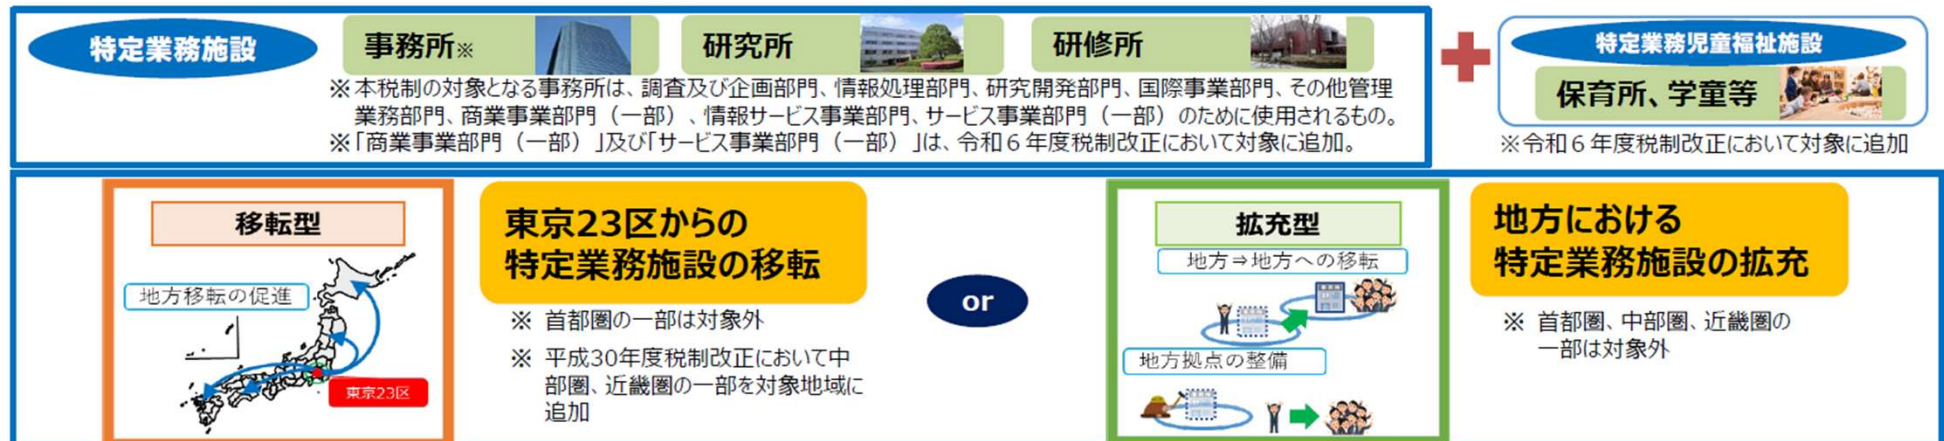 特定業務施設
事務所※
研究所
研修所
※本税制の対象となる事務所は、調査及び企画部門、情報処理部門、研究開発部門、国際事業部門、その他管理
業務部門、商業事業部門（一部）、情報サービス事業部門、サービス事業部門（一部）のために使用されるもの。
※「商業事業部門（一部）」及び「サービス事業部門（一部）」は、令和６年度税制改正において対象に追加。
特定業務児童福祉施設
保育所、学童等
※令和６年度税制改正において対象に追加
移転型
地方移転の促進
東京23区
東京23区からの
特定業務施設の移転
※ 首都圏の一部は対象外
※ 平成30年度税制改正において中
部圏、近畿圏の一部を対象地域に
追加
or
拡充型
地方⇒地方への移転
地方拠点の整備
地方における
特定業務施設の拡充
※ 首都圏、中部圏、近畿圏の
一部は対象外